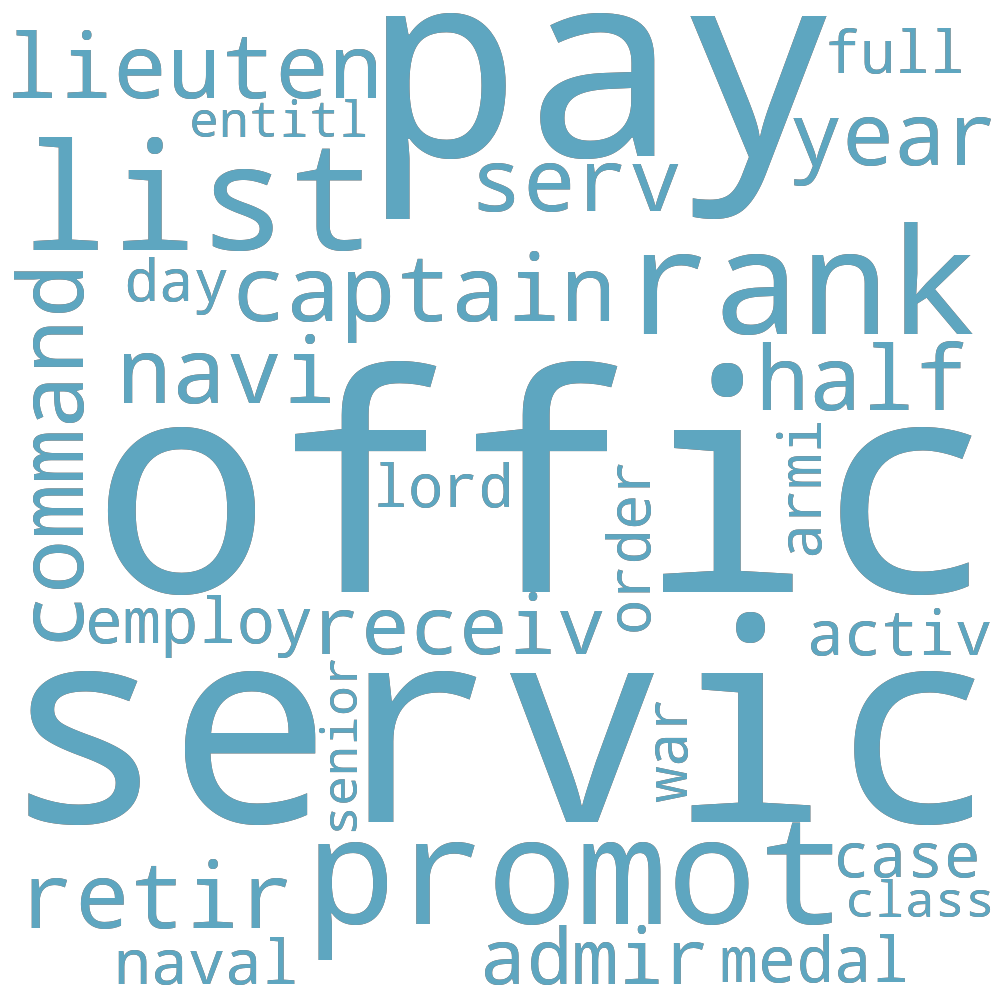 pay
lieuten
full
entitl
year
list
serv
rank
captain
day
command
navi
half
offic
lord
armi
order
employ
receiv
activ
servic
senior
war
promot
case
retir
class
admir
medal
naval